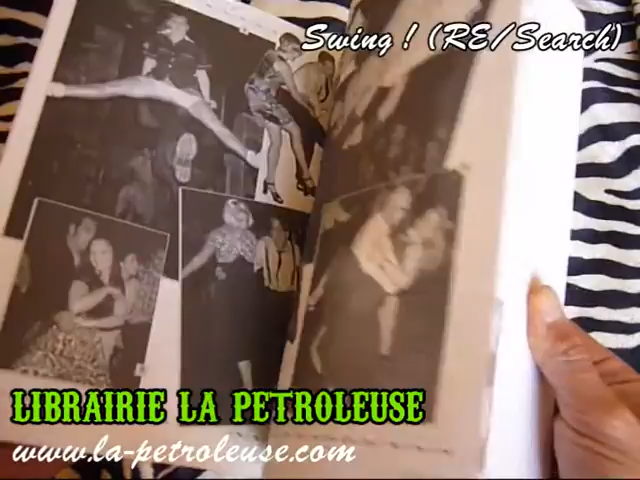 Swing ! (RE/Search)
LIBRAIRIE LA PETROLEUSE
www.la-petroleuse.com